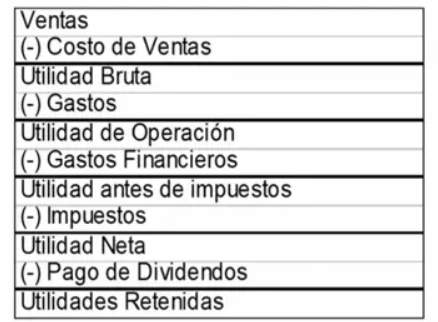 Ventas
(-) Costo de Ventas
Utilidad Bruta
(-) Gastos
Utilidad de Operación
(-) Gastos Financieros
Utilidad antes de impuestos
(-) Impuestos
Utilidad Neta
(-) Pago de Dividendos
Utilidades Retenidas